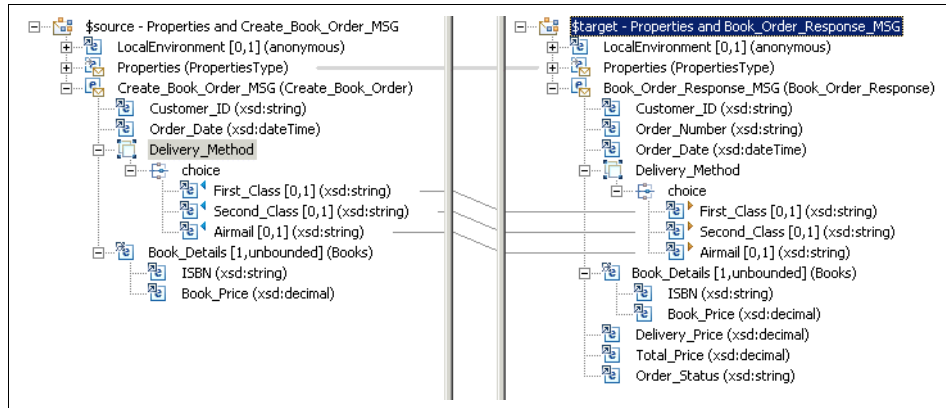 $source - Properties and Create_Book_Order_MSG
LocalEnvironment [0,1] (anonymous)
Properties (PropertiesType)
Create_Book_Order_MSG (Create_Book_Order)
Customer_ID (xsd:string)
Order_Date (xsd:dateTime)
Delivery_Method
choice
First_Class [0,1] (xsd:string)
Second_Class [0,1] (xsd:string)
Airmail [0,1] (xsd:string)
Book_Details [1,unbounded] (Books)
ISBN (xsd:string)
Book_Price (xsd:decimal)
$target - Properties and Book_Order_Response_MSG
LocalEnvironment [0,1] (anonymous)
Properties (PropertiesType)
Book_Order_Response_MSG (Book_Order_Response)
Customer_ID (xsd:string)
Order_Number (xsd:string)
Order_Date (xsd:dateTime)
Delivery_Method
choice
First_Class [0,1] (xsd:string)
Second_Class [0,1] (xsd:string)
Airmail [0,1] (xsd:string)
Book_Details [1,unbounded] (Books)
ISBN (xsd:string)
Book_Price (xsd:decimal)
Delivery_Price (xsd:decimal)
Total_Price (xsd:decimal)
Order_Status (xsd:string)